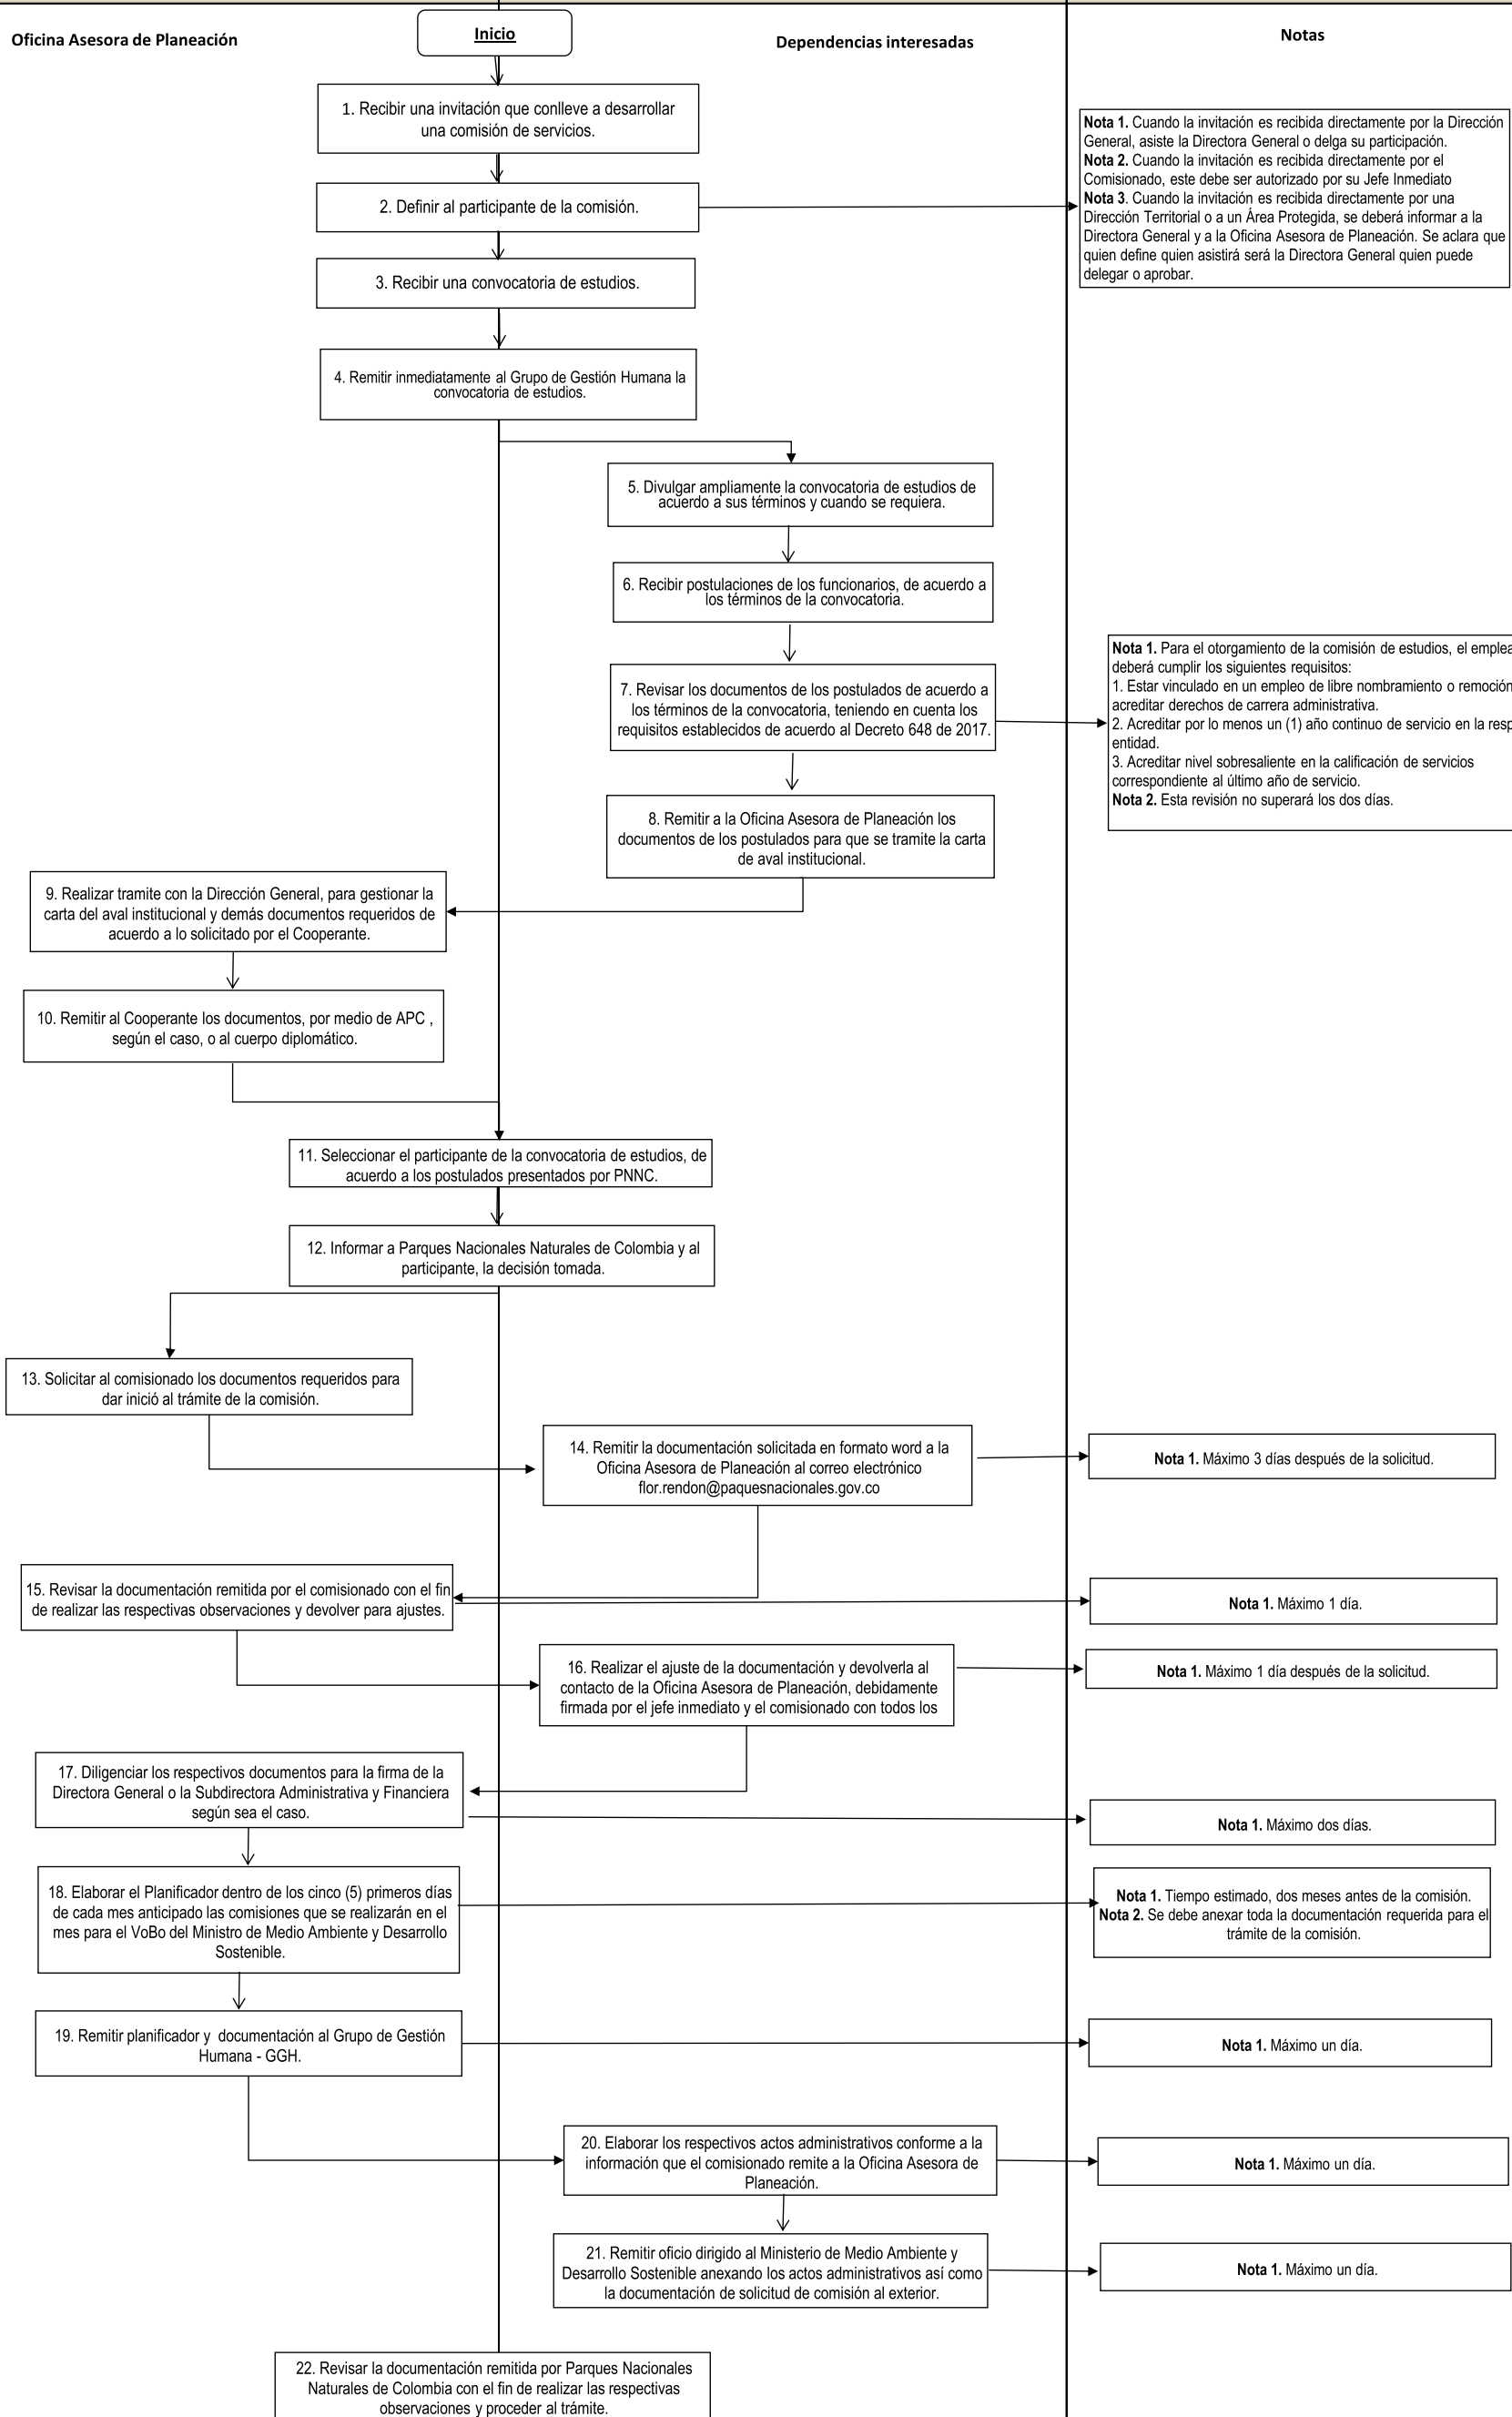 Oficina Asesora de Planeación
Inicio
Dependencias interesadas
Notas
1. Recibir una invitación que conlleve a desarrollar
una comisión de servicios.
Nota 1. Cuando la invitación es recibida directamente por la Dirección
General, asiste la Directora General o delga su participación.
Nota 2. Cuando la invitación es recibida directamente por el
Comisionado, este debe ser autorizado por su Jefe Inmediato
Nota 3. Cuando la invitación es recibida directamente por una
Dirección Territorial o a un Área Protegida, se deberá informar a la
Directora General y a la Oficina Asesora de Planeación. Se aclara que
quien define quien asistirá será la Directora General quien puede
delegar o aprobar.
2. Definir al participante de la comisión.
3. Recibir una convocatoria de estudios.
4. Remitir inmediatamente al Grupo de Gestión Humana la
convocatoria de estudios.
5. Divulgar ampliamente la convocatoria de estudios de
acuerdo a sus términos y cuando se requiera.
6. Recibir postulaciones de los funcionarios, de acuerdo a
los términos de la convocatoria.
7. Revisar los documentos de los postulados de acuerdo a
los términos de la convocatoria, teniendo en cuenta los
requisitos establecidos de acuerdo al Decreto 648 de 2017.
Nota 1. Para el otorgamiento de la comisión de estudios, el emplea
deberá cumplir los siguientes requisitos:
1. Estar vinculado en un empleo de libre nombramiento o remoción
acreditar derechos de carrera administrativa.
2. Acreditar por lo menos un (1) año continuo de servicio en la resp
entidad.
3. Acreditar nivel sobresaliente en la calificación de servicios
correspondiente al último año de servicio.
Nota 2. Esta revisión no superará los dos días.
8. Remitir a la Oficina Asesora de Planeación los
documentos de los postulados para que se tramite la carta
de aval institucional.
9. Realizar tramite con la Dirección General, para gestionar la
carta del aval institucional y demás documentos requeridos de
acuerdo a lo solicitado por el Cooperante.
10. Remitir al Cooperante los documentos, por medio de APC ,
según el caso, o al cuerpo diplomático.
11. Seleccionar el participante de la convocatoria de estudios, de
acuerdo a los postulados presentados por PNNC.
12. Informar a Parques Nacionales Naturales de Colombia y al
participante, la decisión tomada.
13. Solicitar al comisionado los documentos requeridos para
dar inició al trámite de la comisión.
14. Remitir la documentación solicitada en formato word a la
Oficina Asesora de Planeación al correo electrónico
flor.rendon@paquesnacionales.gov.co
Nota 1. Máximo 3 días después de la solicitud.
15. Revisar la documentación remitida por el comisionado con el fin
de realizar las respectivas observaciones y devolver para ajustes.
Nota 1. Máximo 1 día.
16. Realizar el ajuste de la documentación y devolverla al
contacto de la Oficina Asesora de Planeación, debidamente
firmada por el jefe inmediato y el comisionado con todos los
Nota 1. Máximo 1 día después de la solicitud.
17. Diligenciar los respectivos documentos para la firma de la
Directora General o la Subdirectora Administrativa y Financiera
según sea el caso.
Nota 1. Máximo dos días.
18. Elaborar el Planificador dentro de los cinco (5) primeros días
de cada mes anticipado las comisiones que se realizarán en el
mes para el VoBo del Ministro de Medio Ambiente y Desarrollo
Sostenible.
Nota 1. Tiempo estimado, dos meses antes de la comisión.
Nota 2. Se debe anexar toda la documentación requerida para el
trámite de la comisión.
19. Remitir planificador y documentación al Grupo de Gestión
Humana - GGH.
Nota 1. Máximo un día.
20. Elaborar los respectivos actos administrativos conforme a la
información que el comisionado remite a la Oficina Asesora de
Planeación.
Nota 1. Máximo un día.
21. Remitir oficio dirigido al Ministerio de Medio Ambiente y
Desarrollo Sostenible anexando los actos administrativos así como
la documentación de solicitud de comisión al exterior.
Nota 1. Máximo un día.
22. Revisar la documentación remitida por Parques Nacionales
Naturales de Colombia con el fin de realizar las respectivas
observaciones y proceder al trámite.